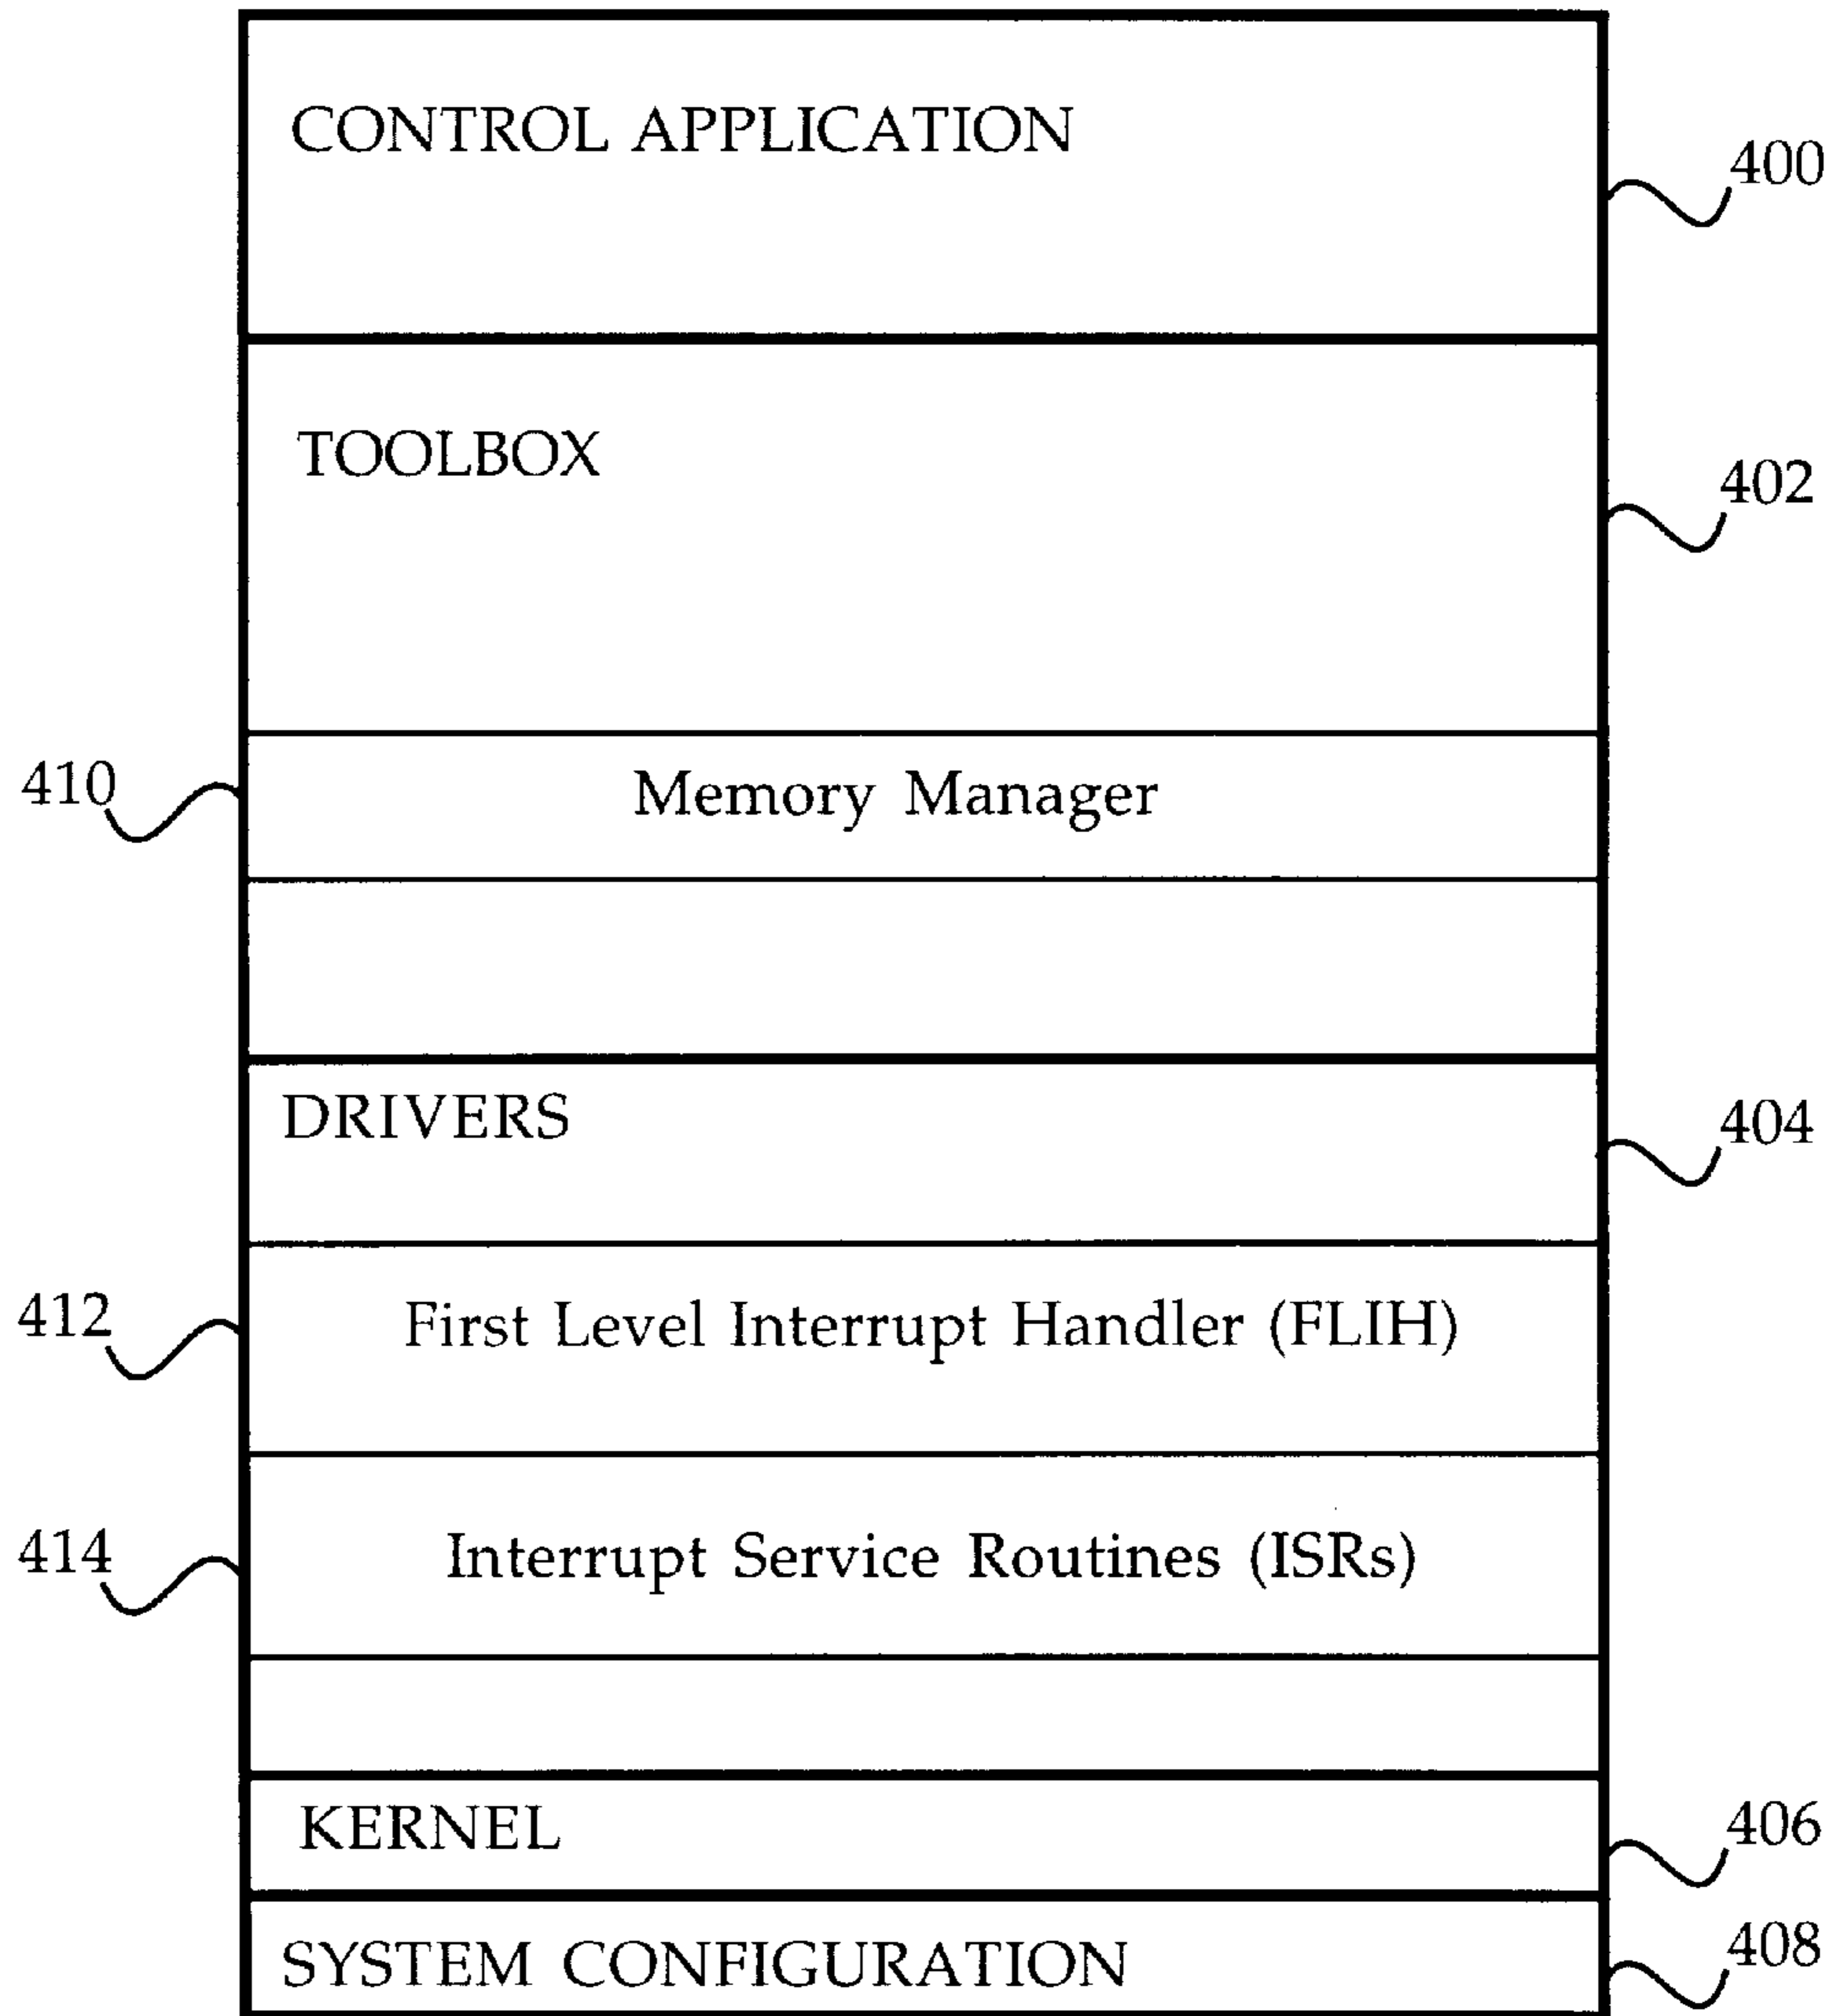 CONTROL APPLICATION
400
TOOLBOX
402
410
Memory Manager
DRIVERS
404
412
First Level Interrupt Handler (FLIH)
414
Interrupt Service Routines (ISRs)
KERNEL
406
SYSTEM CONFIGURATION
408